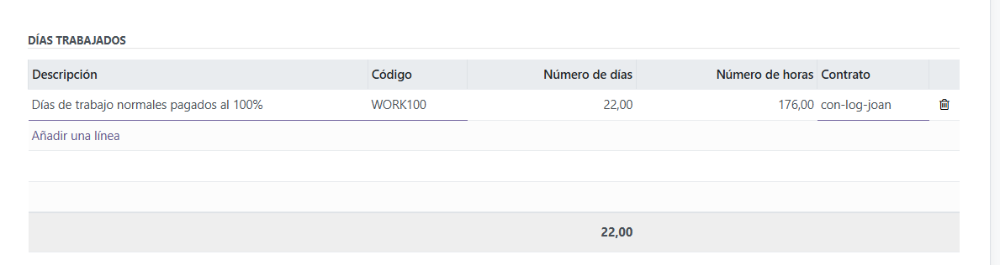 DÍAS TRABAJADOS
Descripción Código Número de días Número de horas Contrato
Días de trabajo normales pagados al 100% WORK100 22,00 176,00 con-log-joan
Añadir una línea
22,00